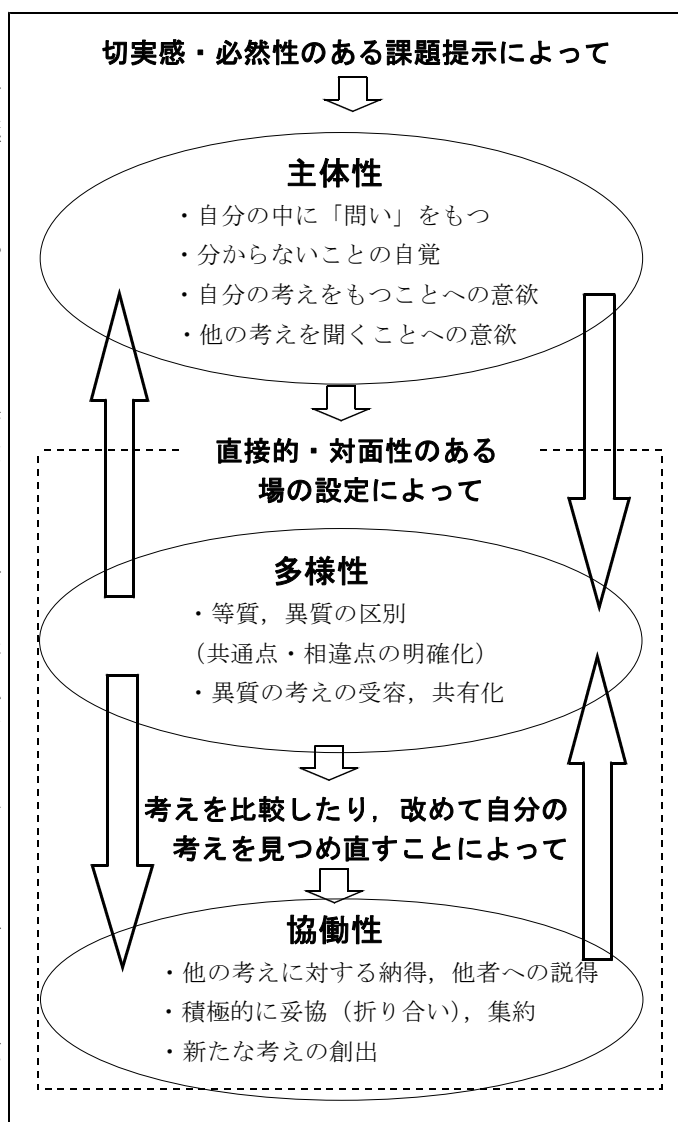 切実感・必然性のある課題提示によって
主体性
・自分の中に「問い」をもつ
・分からないことの自覚
・自分の考えをもつことへの意欲
・他の考えを聞くことへの意欲
直接的・対面性のある
場の設定によって
多様性
・等質，異質の区別
（共通点・相違点の明確化）
・異質の考えの受容，共有化
考えを比較したり，改めて自分の
考えを見つめ直すことによって
協働性
・他の考えに対する納得，他者への説得
・積極的に妥協（折り合い），集約
・新たな考えの創出